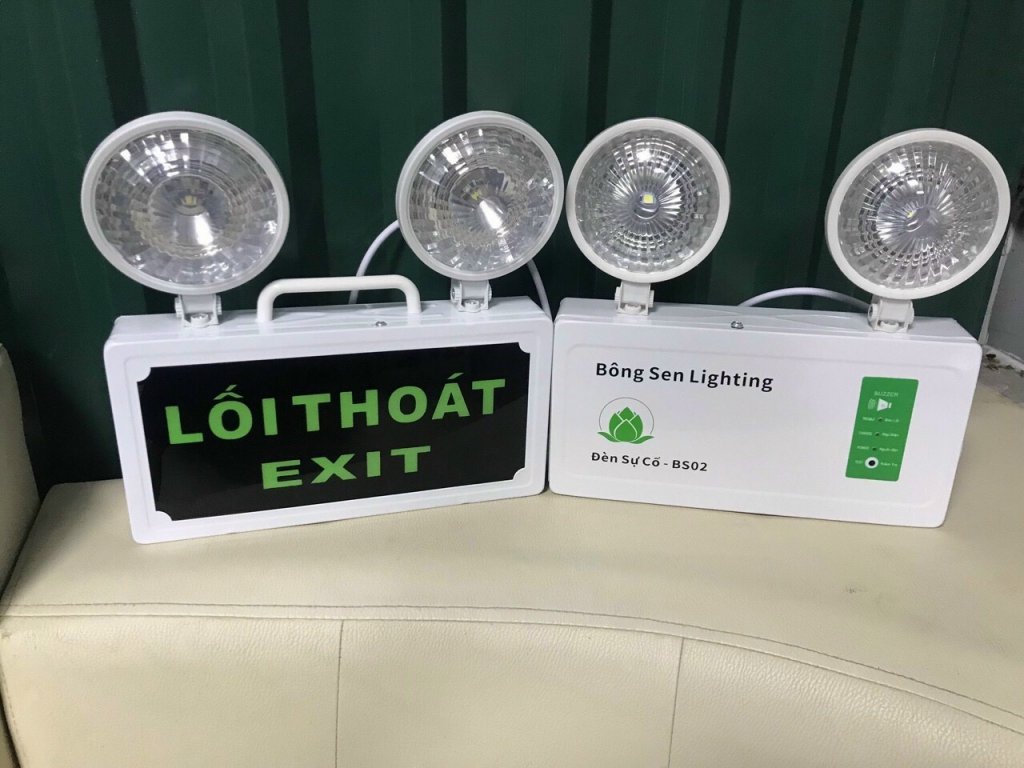 LỐI THOÁT
EXIT
Bông Sen Lighting
Đèn Sự Cố - BS02
BUZZER